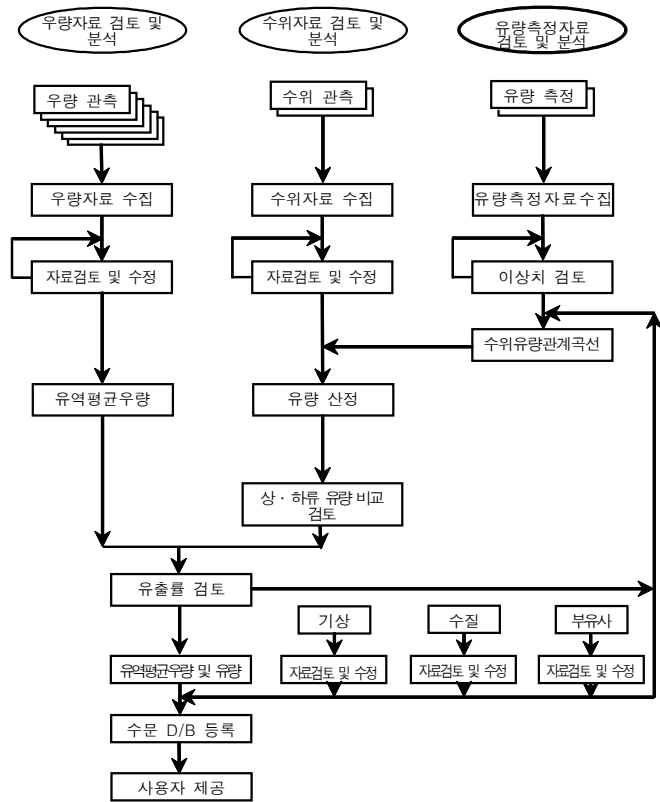 우량자료 검토 및
분석
수위자료 검토 및
분석
유량측정자료
검토 및 분석
우량 관측
수위 관측
유량 측정
우량자료 수집
수위자료 수집
유량측정자료수집
자료검토 및 수정
자료검토 및 수정
이상치 검토
수위유량관계곡선
유역평균우량
유량 산정
상 · 하류 유량 비교
검토
유출률 검토
기상
수질
부유사
유역평균우량 및 유량
자료검토 및 수정
자료검토 및 수정
자료검토 및 수정
수문 D/B 등록
사용자 제공